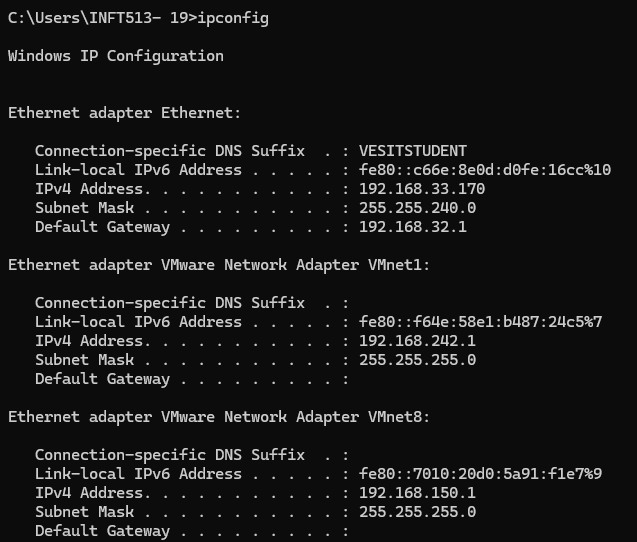 C:\Users\INFT513- 19>ipconfig
Windows IP Configuration
Ethernet adapter Ethernet:
Connection-specific DNS Suffix  . : VESITSTUDENT
Link-local IPv6 Address . . . . . : fe80::c66e:8e0d:d0fe:16cc%10
IPv4 Address. . . . . . . . . . . : 192.168.33.170
Subnet Mask . . . . . . . . . . . : 255.255.240.0
Default Gateway . . . . . . . . . : 192.168.32.1
Ethernet adapter VMware Network Adapter VMnet1:
Connection-specific DNS Suffix  . :
Link-local IPv6 Address . . . . . : fe80::f64e:58e1:b487:24c5%7
IPv4 Address. . . . . . . . . . . : 192.168.242.1
Subnet Mask . . . . . . . . . . . : 255.255.255.0
Default Gateway . . . . . . . . . :
Ethernet adapter VMware Network Adapter VMnet8:
Connection-specific DNS Suffix  . :
Link-local IPv6 Address . . . . . : fe80::7010:20d0:5a91:f1e7%9
IPv4 Address. . . . . . . . . . . : 192.168.150.1
Subnet Mask . . . . . . . . . . . : 255.255.255.0
Default Gateway . . . . . . . . . :